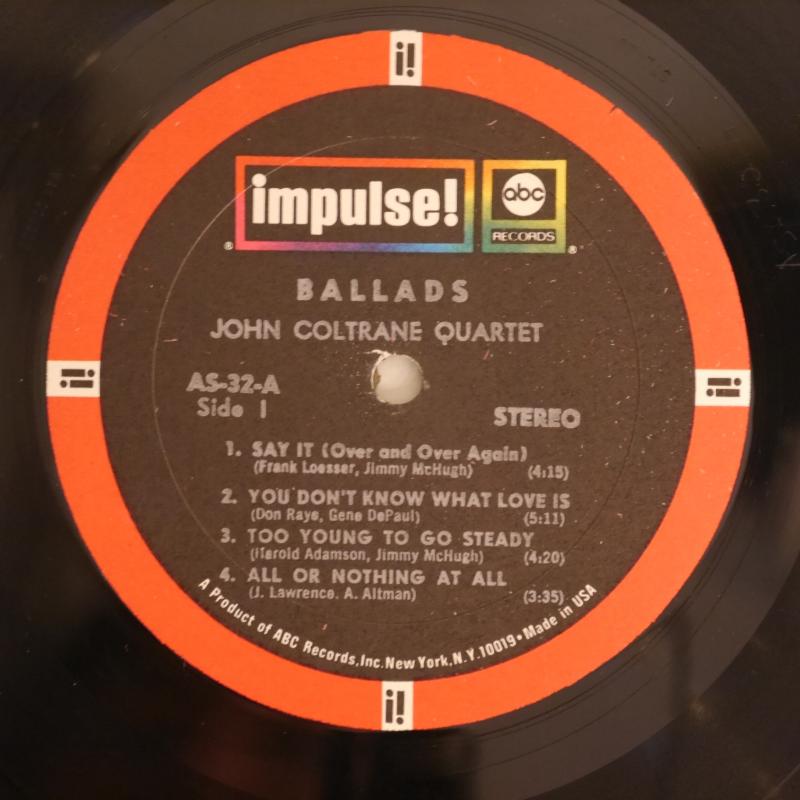 i!
impulse!
abc
RECORDS
®
®
BALLADS
JOHN COLTRANE QUARTET
AS-32-A
Side 1
STEREO
i!
i!
1. SAY IT (Over and Over Again)
(Frank Loesser, Jimmy McHugh) (4:15)
2. YOU DON'T KNOW WHAT LOVE IS
(Don Raye, Gene DePaul) (5:11)
3. TOO YOUNG TO GO STEADY
(Harold Adamson, Jimmy McHugh) (4:20)
4. ALL OR NOTHING AT ALL
(J. Lawrence. A. Altman) (3:35)
A Product of ABC Records, Inc. New York, N.Y. 10019 • Made in USA
i!